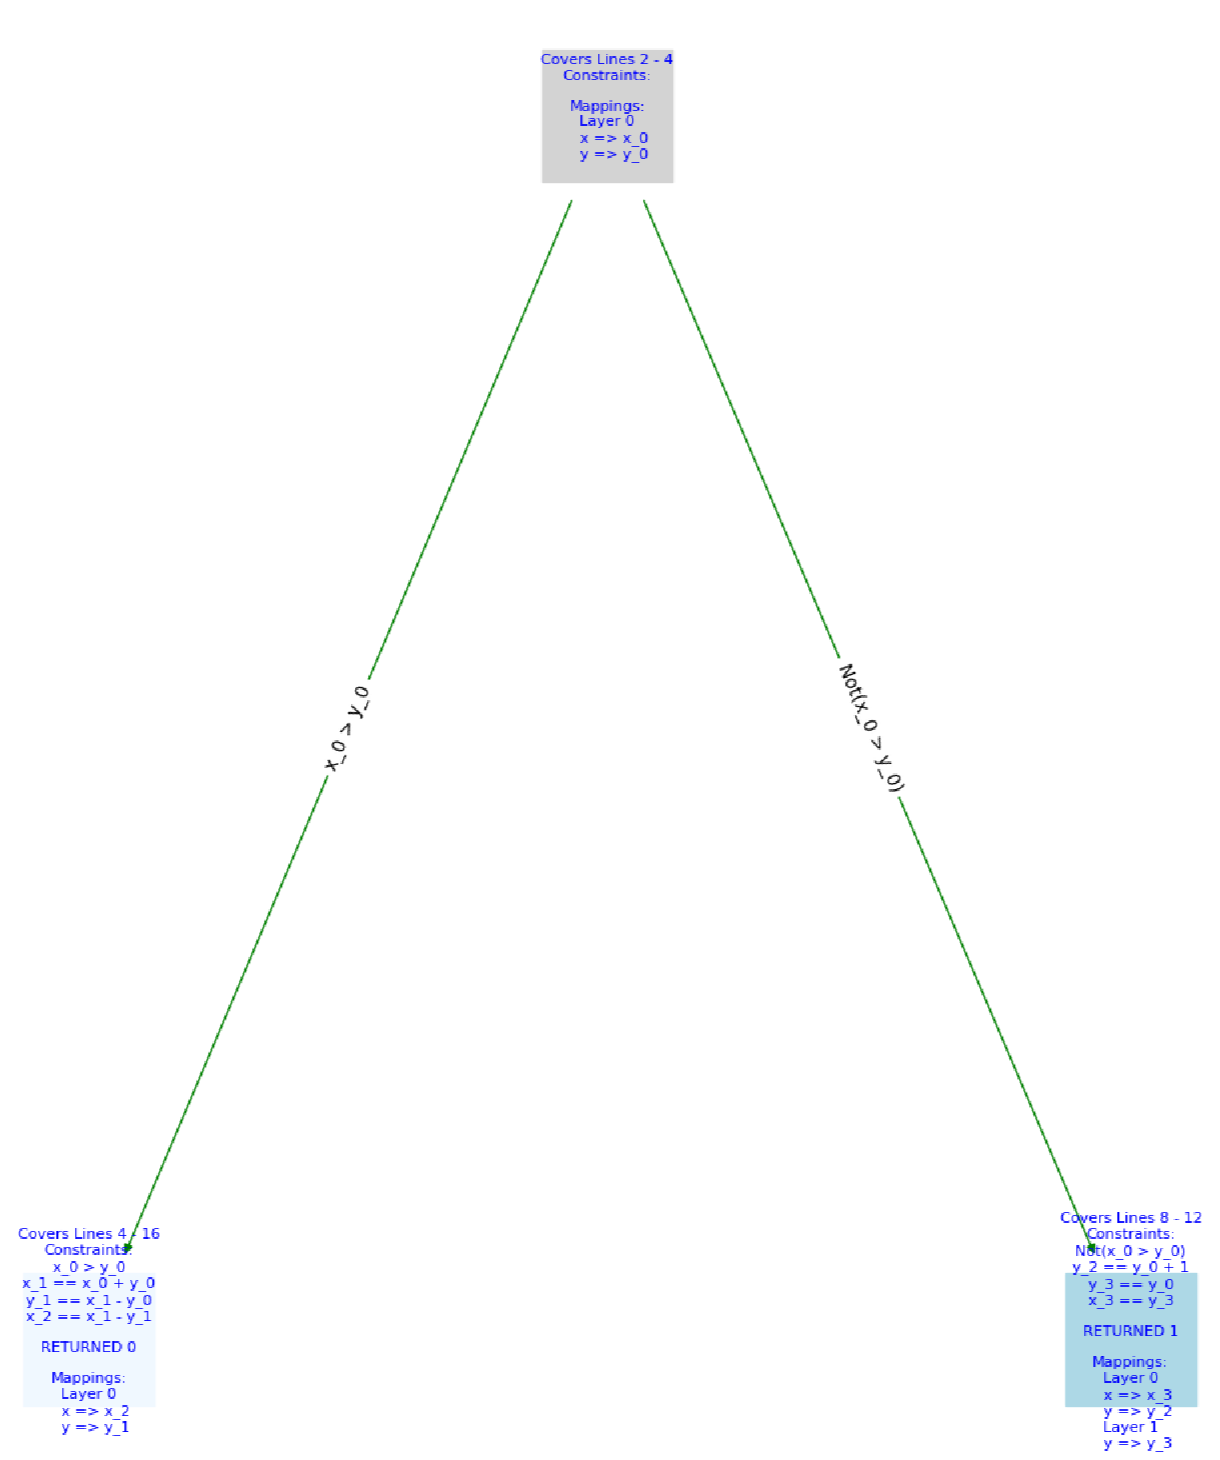 Covers Lines 2 - 4
Constraints:
Mappings:
Layer 0
x => x_0
y => y_0
x_0 > y_0
Not(x_0 > y_0)
Covers Lines 4 - 16
Constraints:
x_0 > y_0
x_1 == x_0 + y_0
y_1 == x_1 - y_0
x_2 == x_1 - y_1
RETURNED 0
Mappings:
Layer 0
x => x_2
y => y_1
Covers Lines 8 - 12
Constraints:
Not(x_0 > y_0)
y_2 == y_0 + 1
y_3 == y_0
x_3 == y_3
RETURNED 1
Mappings:
Layer 0
x => x_3
y => y_2
Layer 1
y => y_3